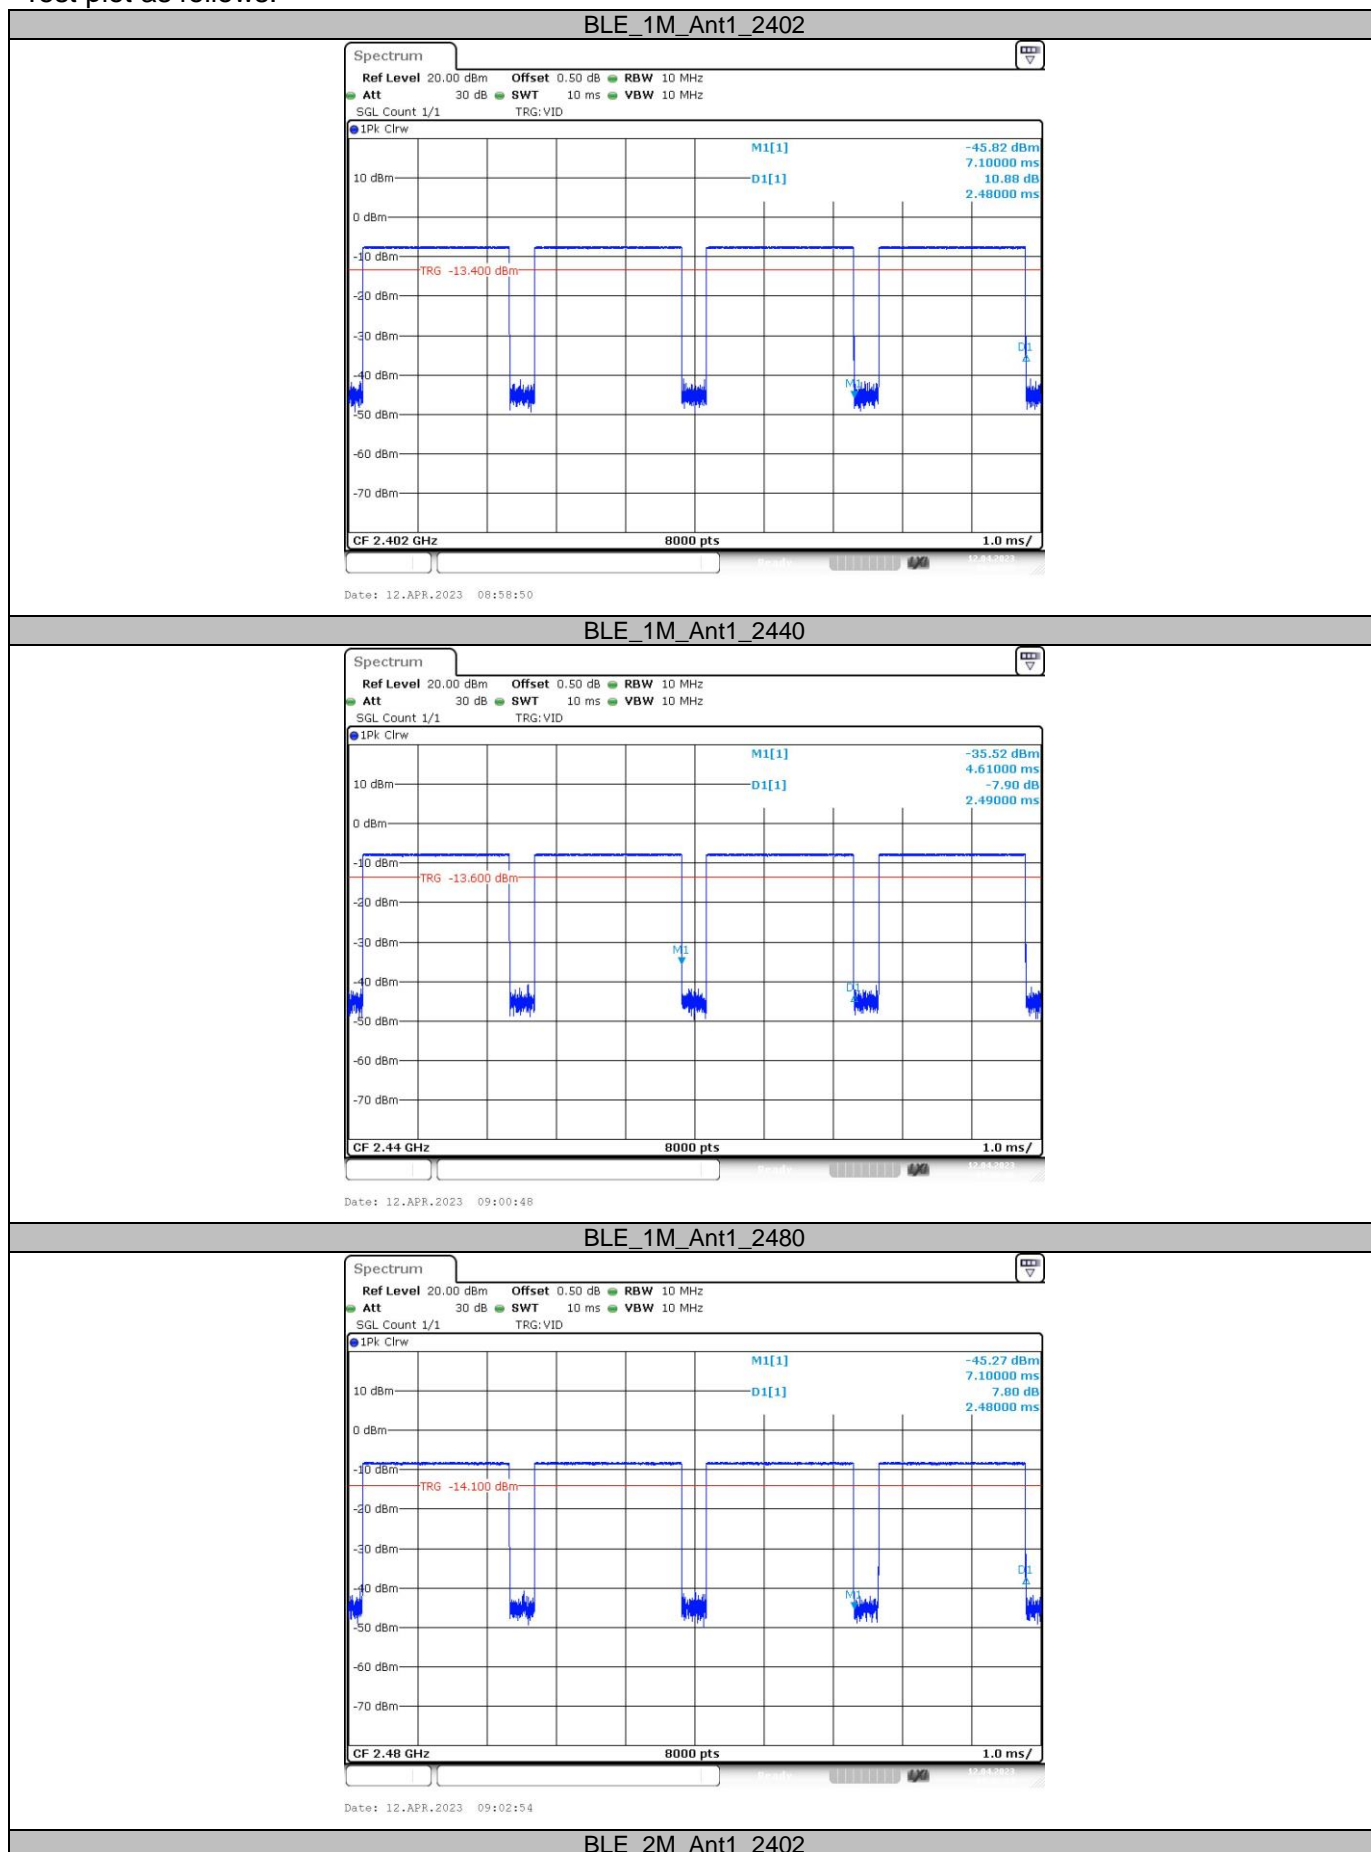 Test plot as follows:
BLE_1M_Ant1_2402
Spectrum
Ref Level 20.00 dBm Offset 0.50 dB RBW 10 MHz
Att 30 dB SWT 10 ms VBW 10 MHz
SGL Count 1/1 TRG:VID
1Pk Clrw
M1[1] -45.82 dBm
7.10000 ms
10 dBm D1[1] 10.88 dB
2.48000 ms
0 dBm
-10 dBm
TRG -13.400 dBm
-20 dBm
-30 dBm
D1
-40 dBm
M1
-50 dBm
-60 dBm
-70 dBm
CF 2.402 GHz 8000 pts 1.0 ms/
Ready 12.04.2023
Date: 12.APR.2023 08:58:50
BLE_1M_Ant1_2440
Spectrum
Ref Level 20.00 dBm Offset 0.50 dB RBW 10 MHz
Att 30 dB SWT 10 ms VBW 10 MHz
SGL Count 1/1 TRG:VID
1Pk Clrw
M1[1] -35.52 dBm
4.61000 ms
10 dBm D1[1] -7.90 dB
2.49000 ms
0 dBm
-10 dBm
TRG -13.600 dBm
-20 dBm
-30 dBm
M1
-40 dBm
D1
-50 dBm
-60 dBm
-70 dBm
CF 2.44 GHz 8000 pts 1.0 ms/
Ready 12.04.2023
Date: 12.APR.2023 09:00:48
BLE_1M_Ant1_2480
Spectrum
Ref Level 20.00 dBm Offset 0.50 dB RBW 10 MHz
Att 30 dB SWT 10 ms VBW 10 MHz
SGL Count 1/1 TRG:VID
1Pk Clrw
M1[1] -45.27 dBm
7.10000 ms
10 dBm D1[1] 7.80 dB
2.48000 ms
0 dBm
-10 dBm
TRG -14.100 dBm
-20 dBm
-30 dBm
D1
-40 dBm
M1
-50 dBm
-60 dBm
-70 dBm
CF 2.48 GHz 8000 pts 1.0 ms/
Ready 12.04.2023
Date: 12.APR.2023 09:02:54
BLE_2M_Ant1_2402